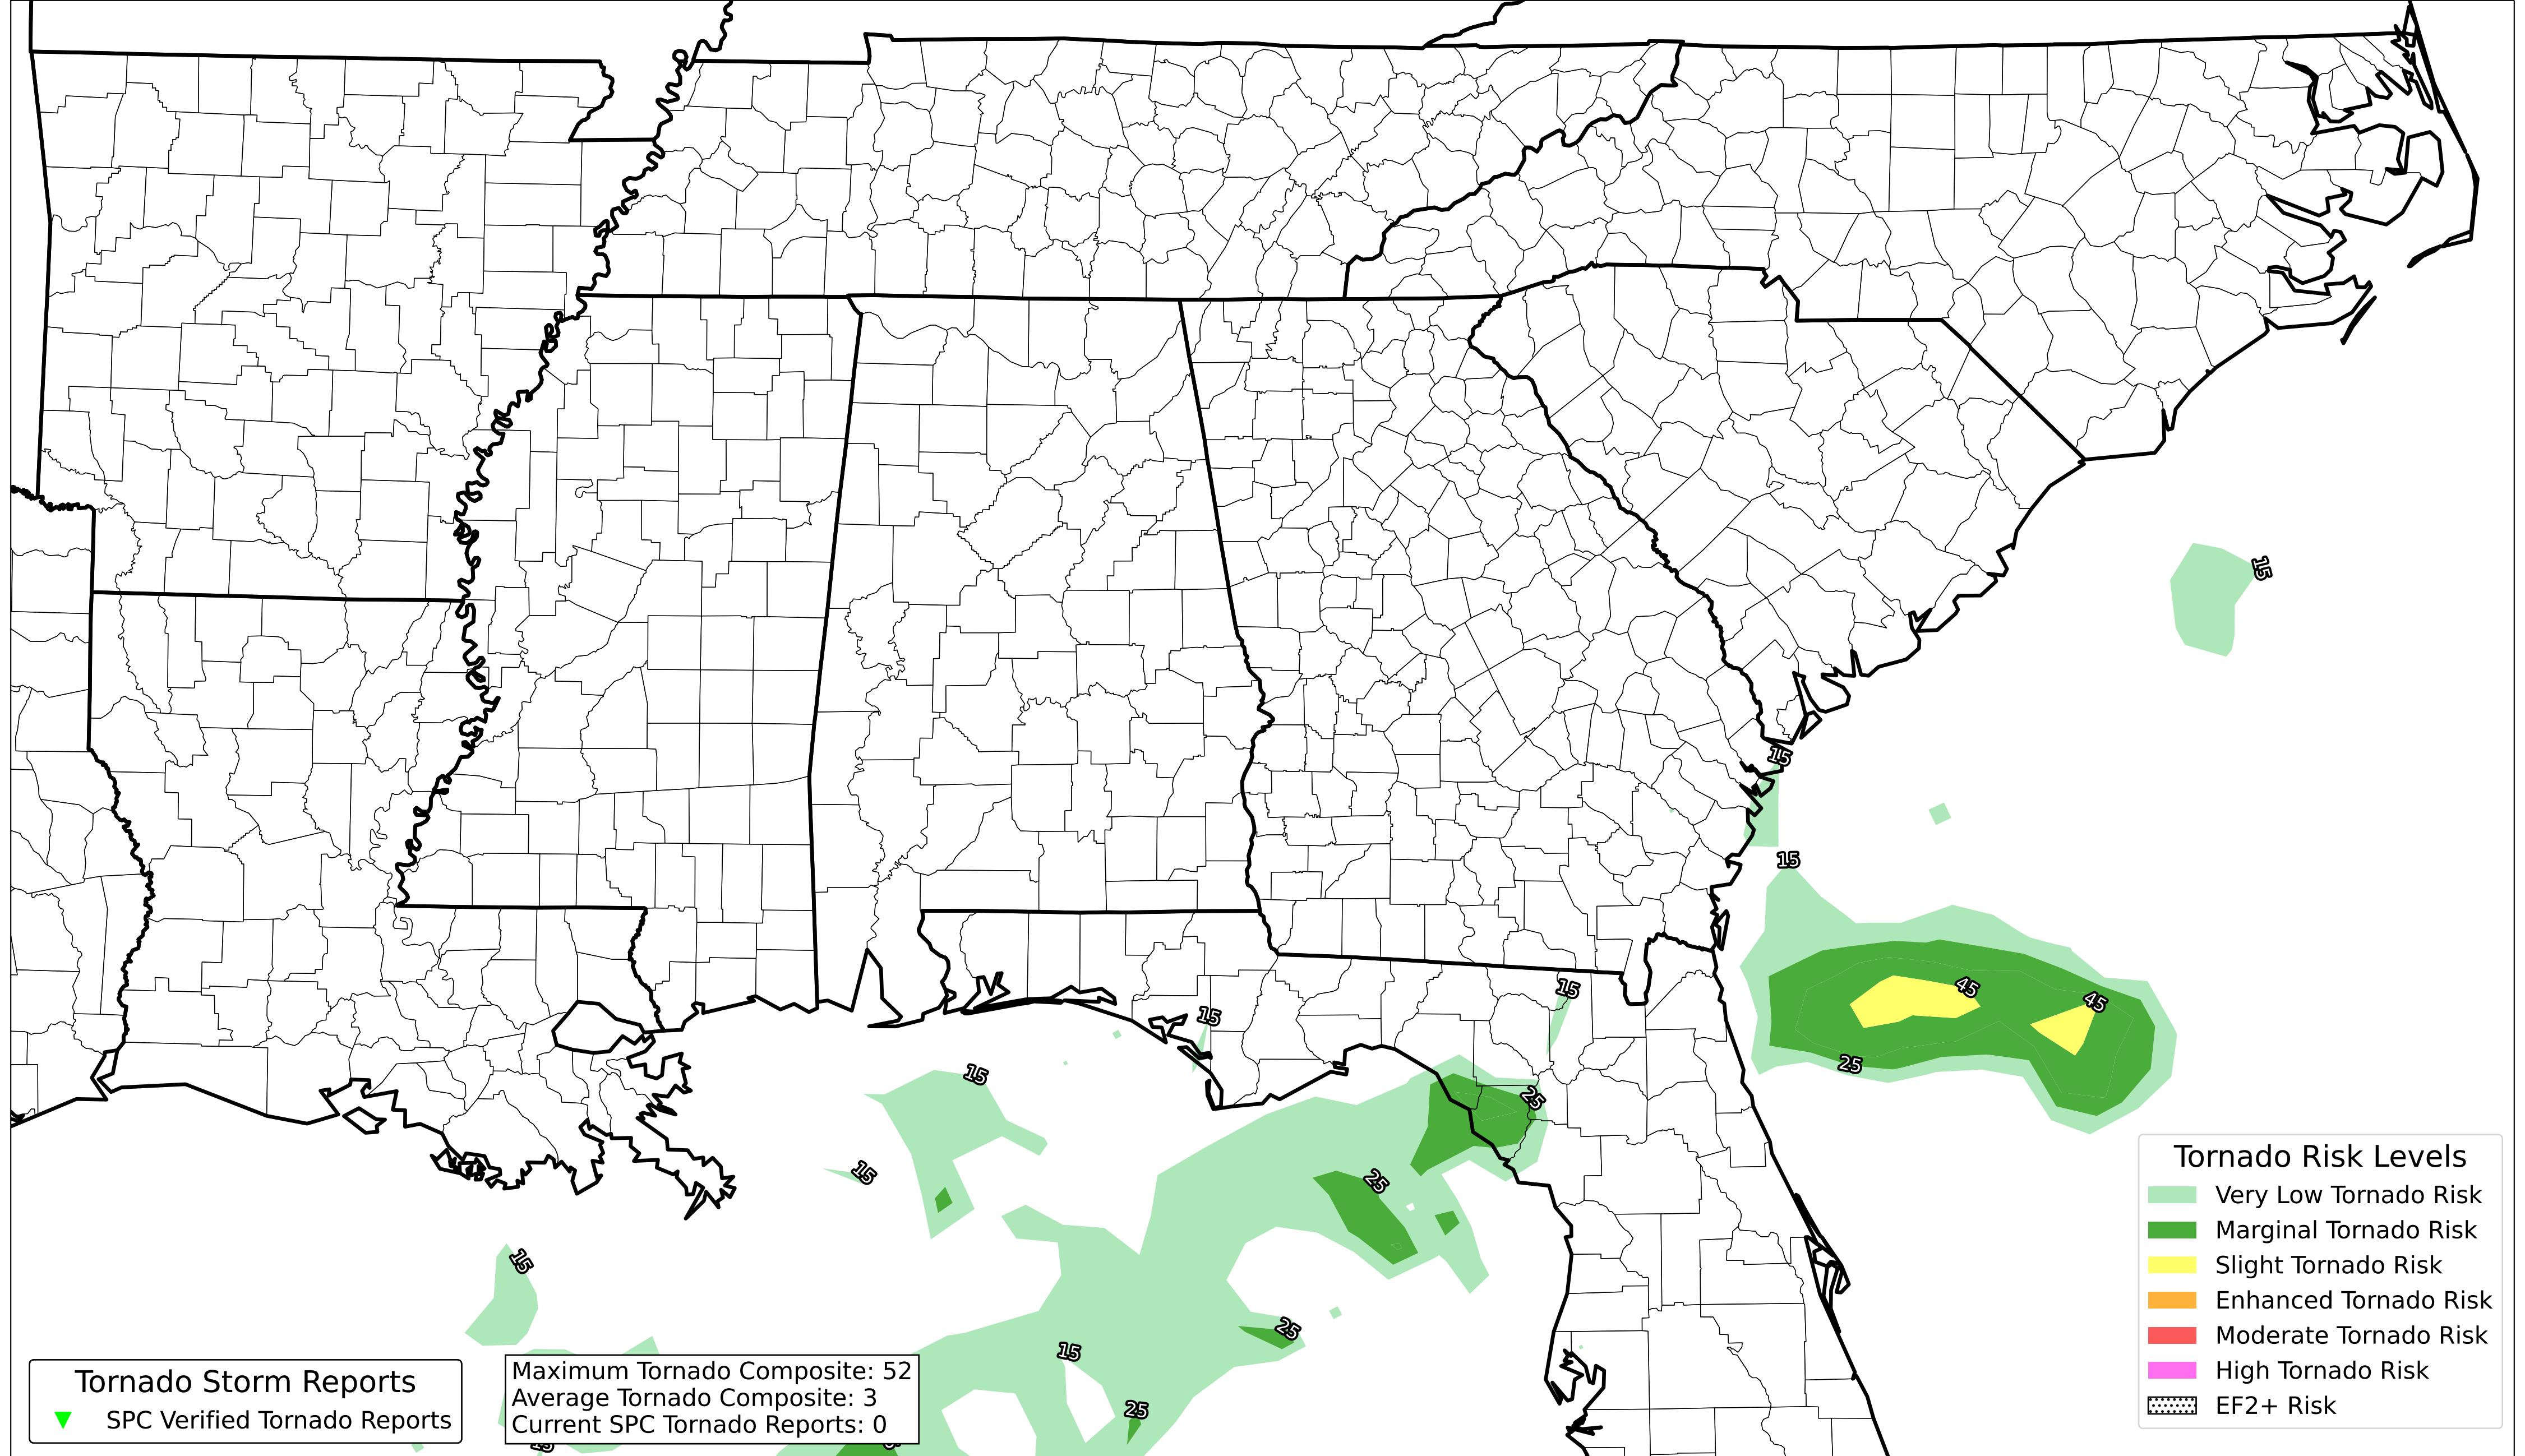 15
15
15
45
45
15
15
25
15
25
15
25
15
25
15
25
Tornado Storm Reports
SPC Verified Tornado Reports
Maximum Tornado Composite: 52
Average Tornado Composite: 3
Current SPC Tornado Reports: 0
Tornado Risk Levels
Very Low Tornado Risk
Marginal Tornado Risk
Slight Tornado Risk
Enhanced Tornado Risk
Moderate Tornado Risk
High Tornado Risk
EF2+ Risk